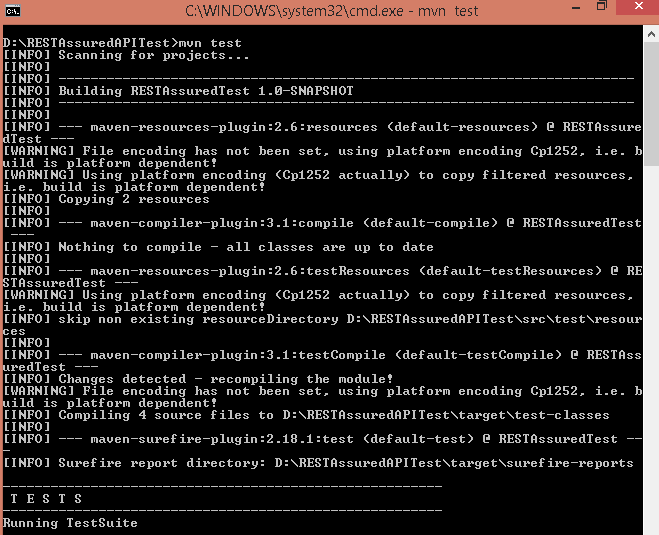 C:\WINDOWS\system32\cmd.exe - mvn  test
D:\RESTAssuredAPITest>mvn test
[INFO] Scanning for projects...
[INFO]
[INFO] ------------------------------------------------------------------------
[INFO] Building RESTAssuredTest 1.0-SNAPSHOT
[INFO] ------------------------------------------------------------------------
[INFO]
[INFO] --- maven-resources-plugin:2.6:resources (default-resources) @ RESTAssure
dTest ---
[WARNING] File encoding has not been set, using platform encoding Cp1252, i.e. b
uild is platform dependent!
[WARNING] Using platform encoding (Cp1252 actually) to copy filtered resources,
i.e. build is platform dependent!
[INFO] Copying 2 resources
[INFO]
[INFO] --- maven-compiler-plugin:3.1:compile (default-compile) @ RESTAssuredTest
---
[INFO] Nothing to compile - all classes are up to date
[INFO]
[INFO] --- maven-resources-plugin:2.6:testResources (default-testResources) @ RE
STAssuredTest ---
[WARNING] Using platform encoding (Cp1252 actually) to copy filtered resources,
i.e. build is platform dependent!
[INFO] skip non existing resourceDirectory D:\RESTAssuredAPITest\src\test\resour
ces
[INFO]
[INFO] --- maven-compiler-plugin:3.1:testCompile (default-testCompile) @ RESTAss
uredTest ---
[INFO] Changes detected - recompiling the module!
[WARNING] File encoding has not been set, using platform encoding Cp1252, i.e. b
uild is platform dependent!
[INFO] Compiling 4 source files to D:\RESTAssuredAPITest\target\test-classes
[INFO]
[INFO] --- maven-surefire-plugin:2.18.1:test (default-test) @ RESTAssuredTest --
-
[INFO] Surefire report directory: D:\RESTAssuredAPITest\target\surefire-reports
-------------------------------------------------------
T E S T S
-------------------------------------------------------
Running TestSuite